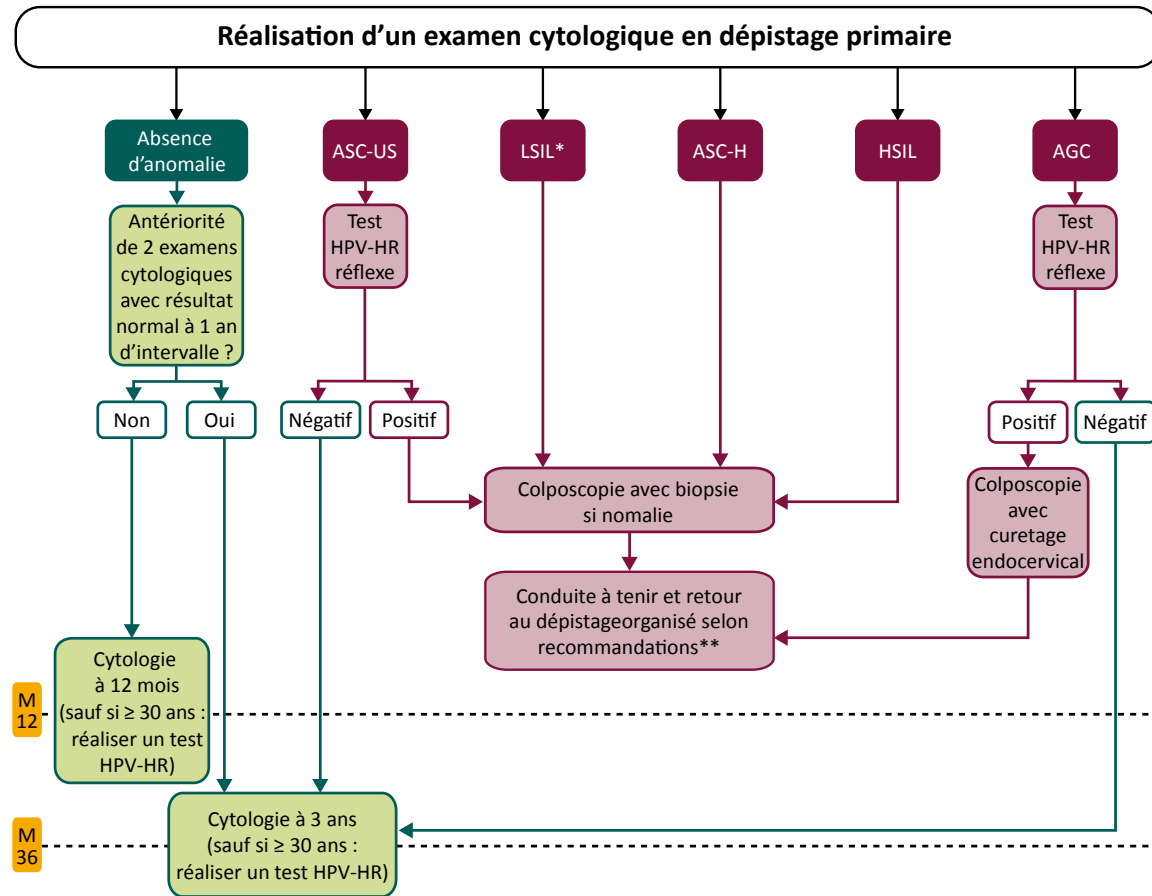 Réalisation d’un examen cytologique en dépistage primaire
Absence
d’anomalie
ASC-US
LSIL*
ASC-H
HSIL
AGC
Antériorité
de 2 examens
cytologiques
avec résultat
normal à 1 an
d’intervalle ?
Test
HPV-HR
réflexe
Test
HPV-HR
réflexe
Non
Oui
Négatif
Positif
Positif
Négatif
Colposcopie avec biopsie
si nomalie
Colposcopie
avec
curetage
endocervical
Conduite à tenir et retour
au dépistageorganisé selon
recommandations**
M
12
Cytologie
à 12 mois
(sauf si ≥ 30 ans :
réaliser un test
HPV-HR)
M
36
Cytologie à 3 ans
(sauf si ≥ 30 ans :
réaliser un test HPV-HR)